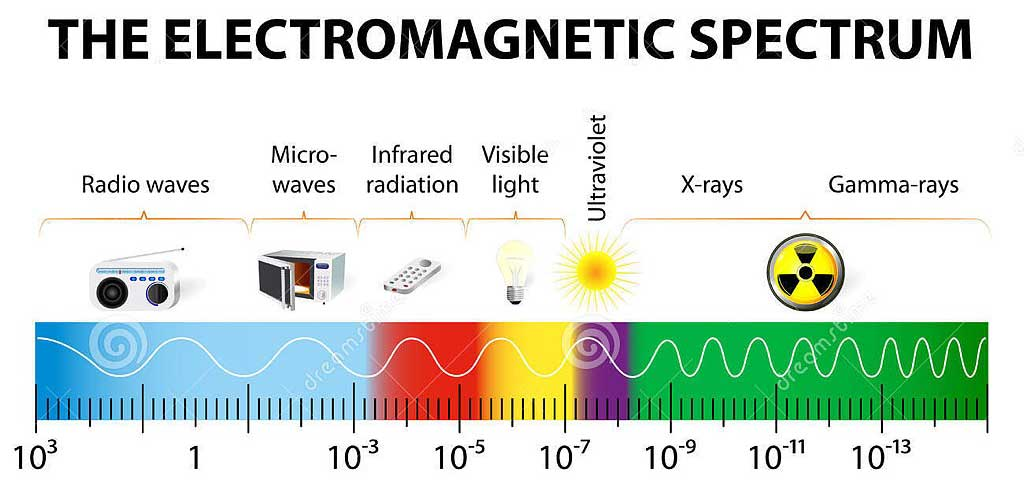 THE ELECTROMAGNETIC SPECTRUM
Radio waves
Micro-
waves
Infrared
radiation
Visible
light
Ultraviolet
X-rays
Gamma-rays
10³
1
10⁻³
10⁻⁵
10⁻⁷
10⁻⁹
10⁻¹¹
10⁻¹³